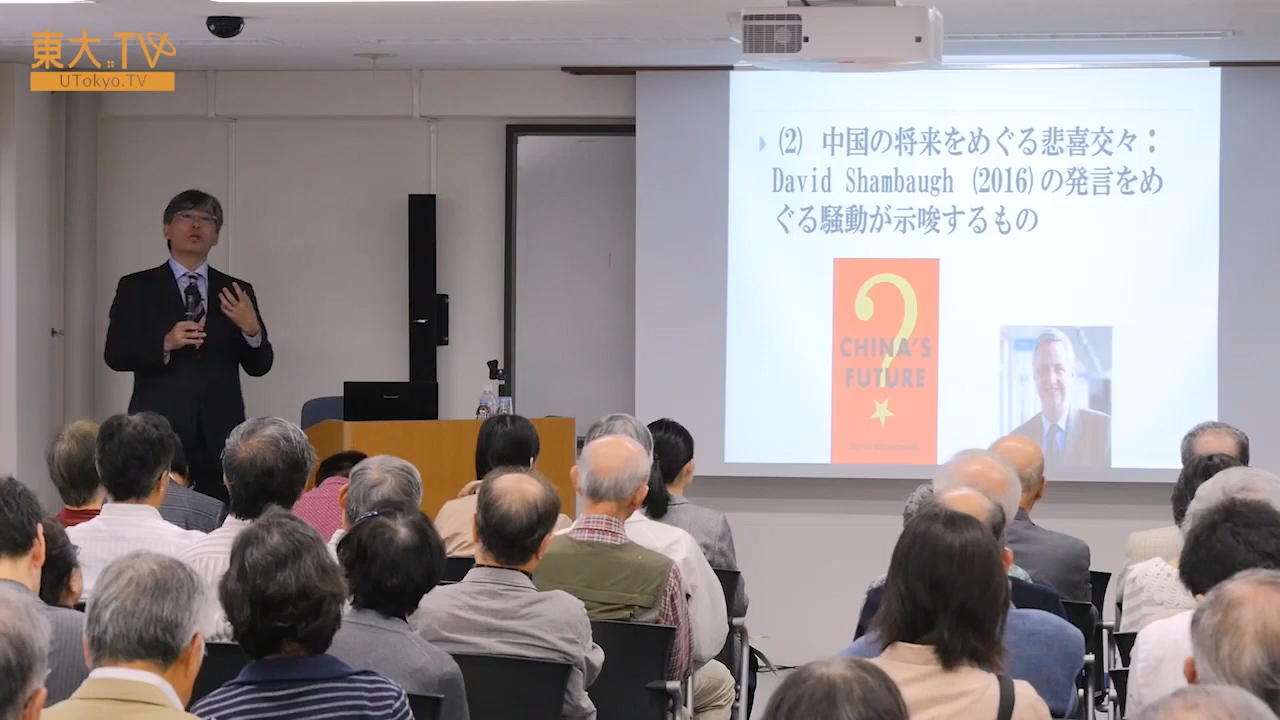 東大TV
UTokyo.TV
(2) 中国の将来をめぐる悲喜交々：
David Shambaugh (2016)の発言をめ
ぐる騒動が示唆するもの
?
CHINA'S
FUTURE